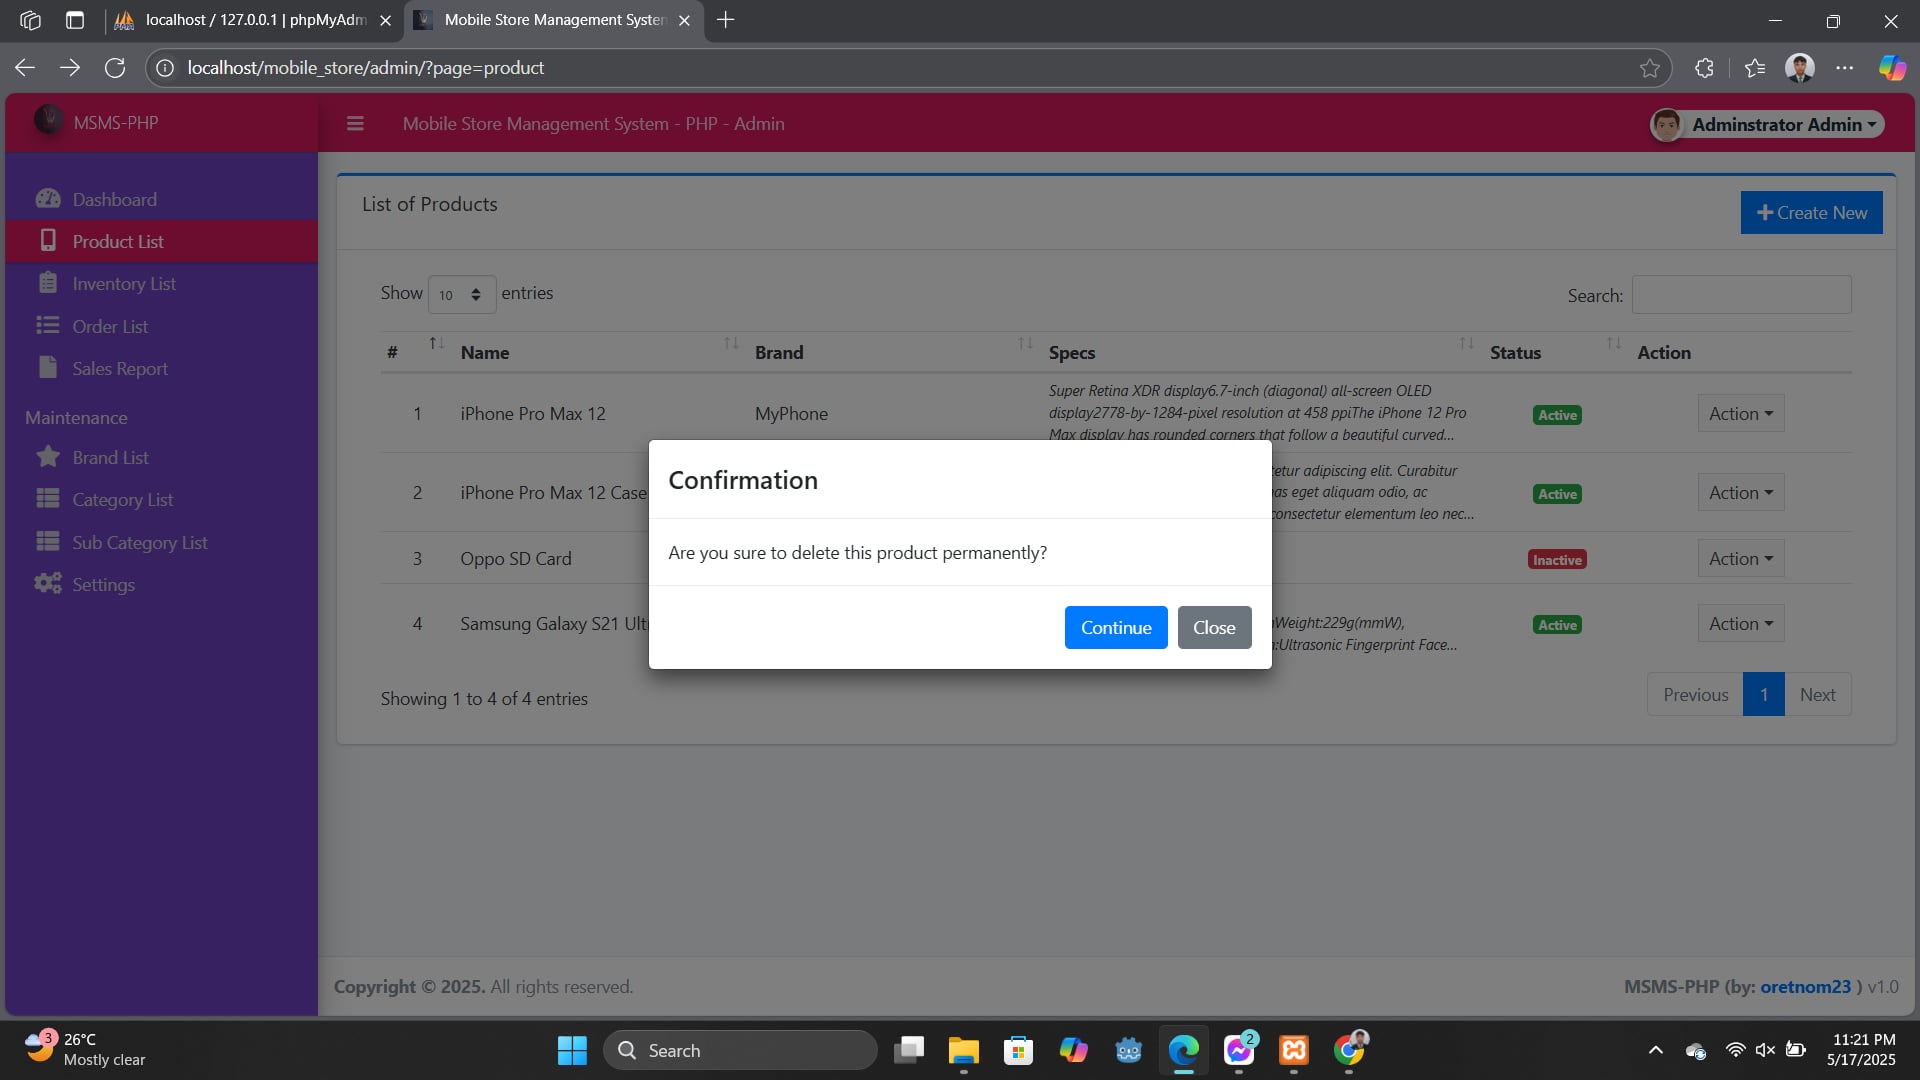 localhost / 127.0.0.1 | phpMyAdm
Mobile Store Management System
localhost/mobile_store/admin/?page=product
MSMS-PHP
Mobile Store Management System - PHP - Admin
Adminstrator Admin
Dashboard
Product List
Inventory List
Order List
Sales Report
Maintenance
Brand List
Category List
Sub Category List
Settings
List of Products
Create New
Show 10 entries
Search:
# Name Brand Specs Status Action
1 iPhone Pro Max 12 MyPhone Super Retina XDR display6.7-inch (diagonal) all-screen OLED
display2778-by-1284-pixel resolution at 458 ppiThe iPhone 12 Pro
Max display has rounded corners that follow a beautiful curved...
Active Action
2 iPhone Pro Max 12 Case
adipiscing elit. Curabitur
eget aliquam odio, ac
consectetur elementum leo nec...
Active Action
3 Oppo SD Card Inactive Action
4 Samsung Galaxy S21
Weight:229g(mmW),
:Ultrasonic Fingerprint Face...
Active Action
Confirmation
Are you sure to delete this product permanently?
Continue Close
Showing 1 to 4 of 4 entries
Previous 1 Next
Copyright © 2025. All rights reserved.
MSMS-PHP (by: oretnom23 ) v1.0
3
26°C
Mostly clear
Search
2
11:21 PM
5/17/2025